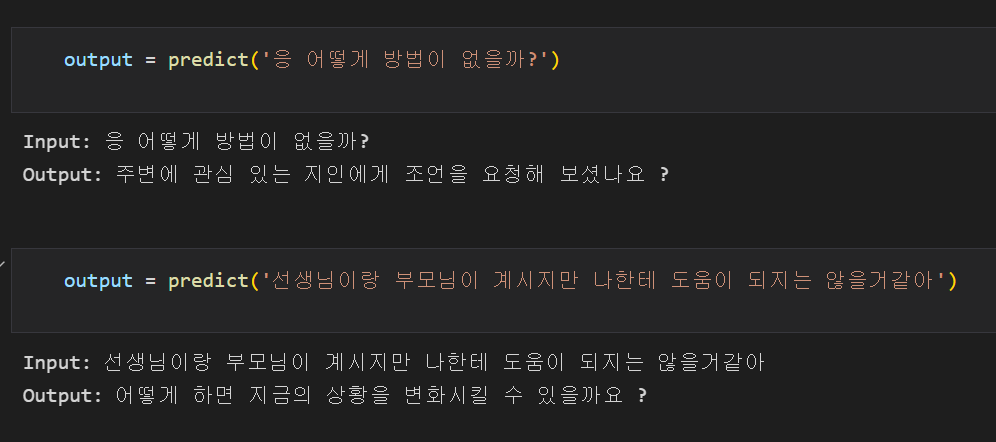 output = predict('응 어떻게 방법이 없을까?')
Input: 응 어떻게 방법이 없을까?
Output: 주변에 관심 있는 지인에게 조언을 요청해 보셨나요 ?
output = predict('선생님이랑 부모님이 계시지만 나한테 도움이 되지는 않을거같아')
Input: 선생님이랑 부모님이 계시지만 나한테 도움이 되지는 않을거같아
Output: 어떻게 하면 지금의 상황을 변화시킬 수 있을까요 ?